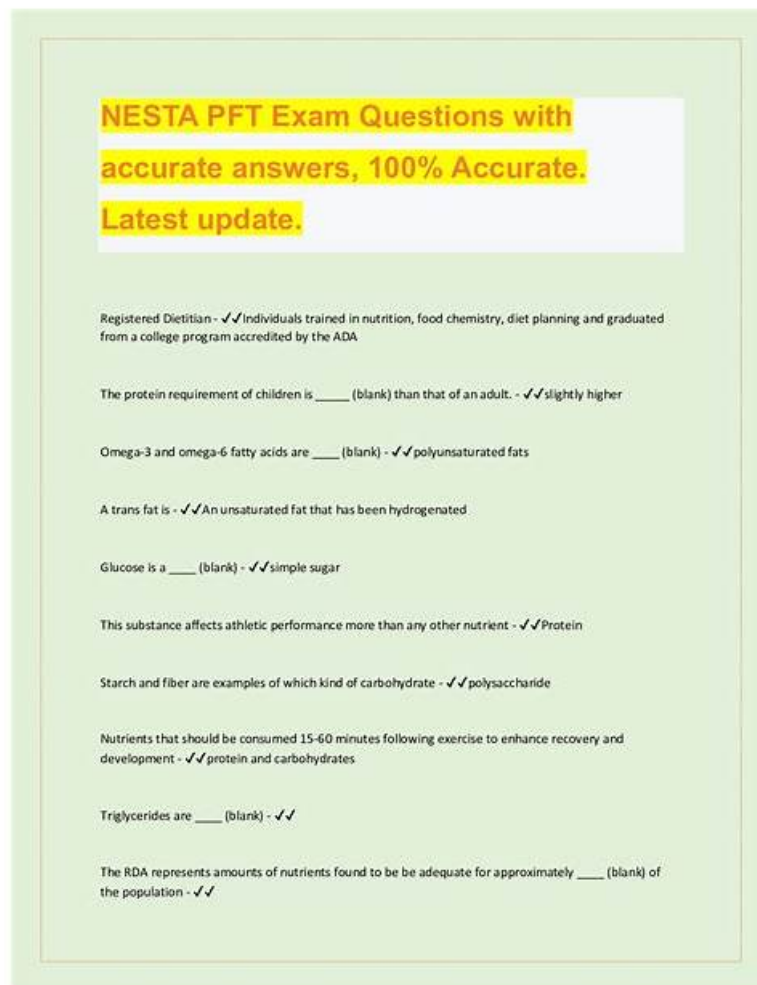 NESTA PFT Exam Questions with
accurate answers, 100% Accurate.
Latest update.
Registered Dietitian - ✓✓Individuals trained in nutrition, food chemistry, diet planning and graduated
from a college program accredited by the ADA
The protein requirement of children is _____ (blank) than that of an adult. - ✓✓slightly higher
Omega-3 and omega-6 fatty acids are ____ (blank) - ✓✓polyunsaturated fats
A trans fat is - ✓✓An unsaturated fat that has been hydrogenated
Glucose is a ____ (blank) - ✓✓simple sugar
This substance affects athletic performance more than any other nutrient - ✓✓Protein
Starch and fiber are examples of which kind of carbohydrate - ✓✓polysaccharide
Nutrients that should be consumed 15-60 minutes following exercise to enhance recovery and
development - ✓✓protein and carbohydrates
Triglycerides are ____ (blank) - ✓✓
The RDA represents amounts of nutrients found to be be adequate for approximately ____ (blank) of
the population - ✓✓